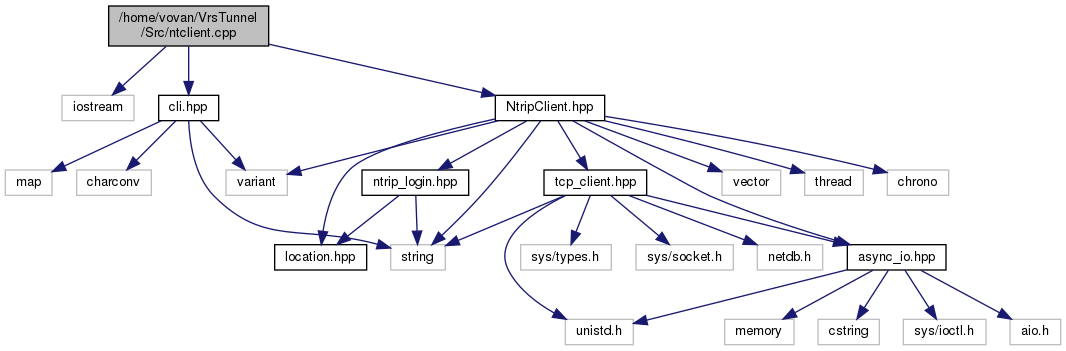 /home/vovan/VrsTunnel
/Src/ntclient.cpp
iostream
cli.hpp
NtripClient.hpp
map
charconv
variant
ntrip_login.hpp
tcp_client.hpp
vector
thread
chrono
location.hpp
string
sys/types.h
sys/socket.h
netdb.h
async_io.hpp
unistd.h
memory
cstring
sys/ioctl.h
aio.h